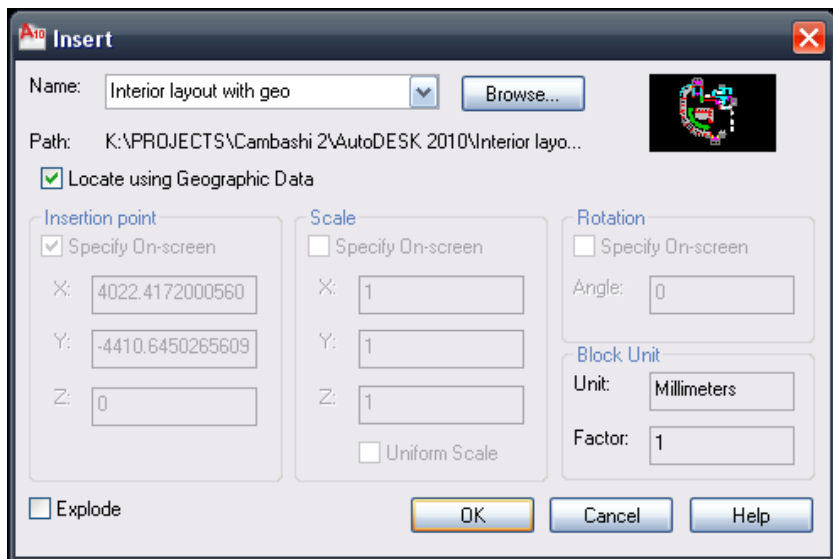 A10 Insert
Name: Interior layout with geo Browse...
Path: K:\PROJECTS\Cambashi 2\AutoDESK 2010\Interior layo...
Locate using Geographic Data
Insertion point
Specify On-screen
X: 4022.4172000560
Y: -4410.6450265609
Z: 0
Scale
Specify On-screen
X: 1
Y: 1
Z: 1
Uniform Scale
Rotation
Specify On-screen
Angle: 0
Block Unit
Unit: Millimeters
Factor: 1
Explode
OK Cancel Help